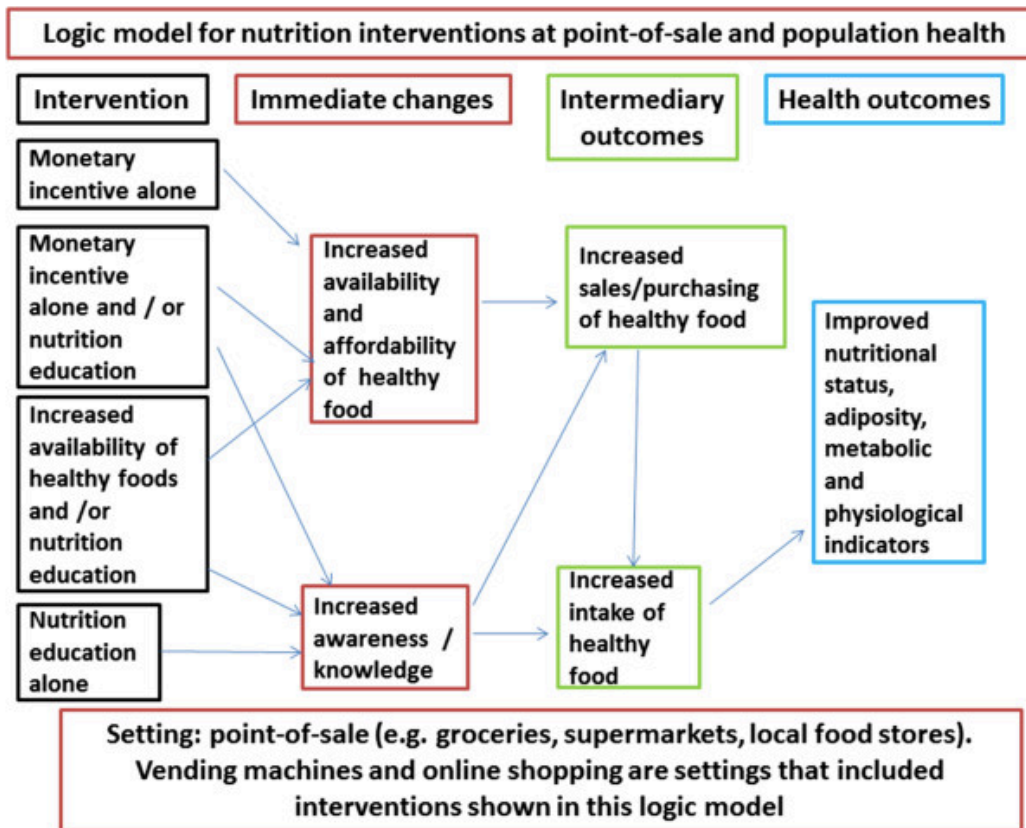 Logic model for nutrition interventions at point-of-sale and population health
Intervention
Immediate changes
Intermediary
outcomes
Health outcomes
Monetary
incentive alone
Monetary
incentive
alone and / or
nutrition
education
Increased
availability of
healthy foods
and /or
nutrition
education
Nutrition
education
alone
Increased
availability
and
affordability
of healthy
food
Increased
awareness /
knowledge
Increased
sales/purchasing
of healthy food
Increased
intake of
healthy
food
Improved
nutritional
status,
adiposity,
metabolic
and
physiological
indicators
Setting: point-of-sale (e.g. groceries, supermarkets, local food stores).
Vending machines and online shopping are settings that included
interventions shown in this logic model